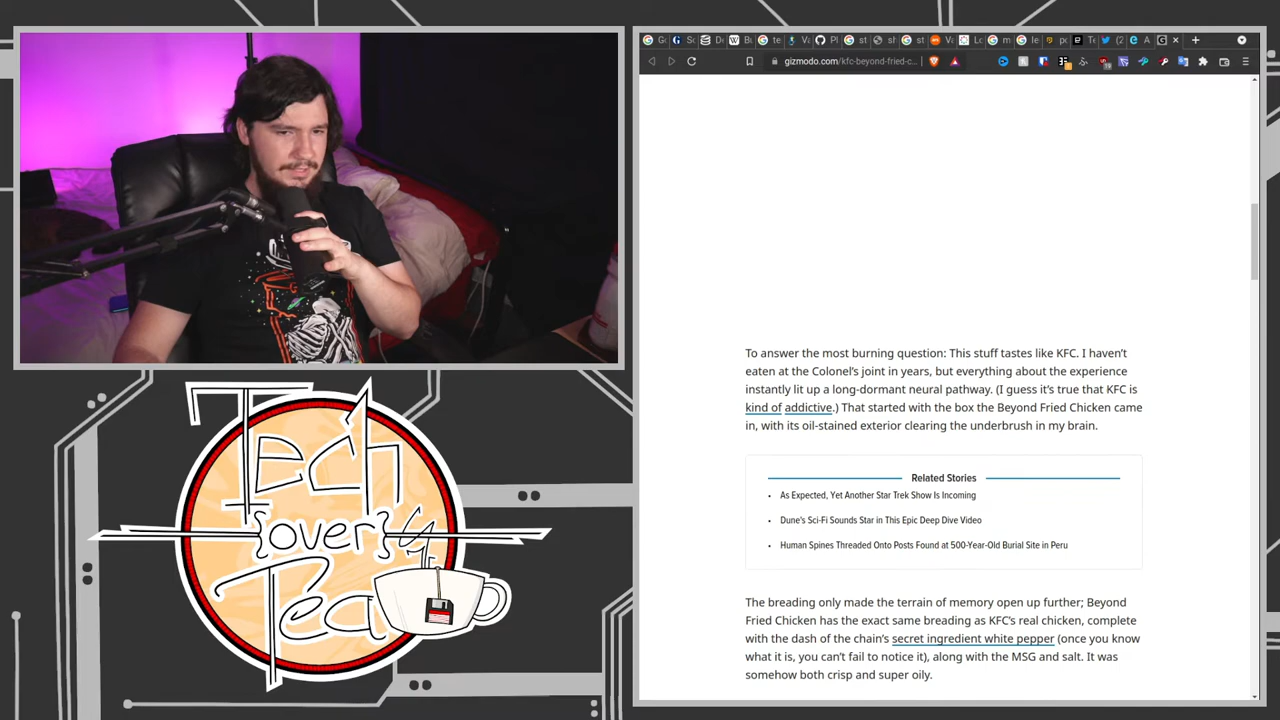 gizmodo.com/kfc-beyond-fried-c...
To answer the most burning question: This stuff tastes like KFC. I haven't
eaten at the Colonel's joint in years, but everything about the experience
instantly lit up a long-dormant neural pathway. (I guess it's true that KFC is
kind of addictive.) That started with the box the Beyond Fried Chicken came
in, with its oil-stained exterior clearing the underbrush in my brain.
Related Stories
• As Expected, Yet Another Star Trek Show Is Incoming
• Dune's Sci-Fi Sounds Star in This Epic Deep Dive Video
• Human Spines Threaded Onto Posts Found at 500-Year-Old Burial Site in Peru
The breading only made the terrain of memory open up further; Beyond
Fried Chicken has the exact same breading as KFC's real chicken, complete
with the dash of the chain's secret ingredient white pepper (once you know
what it is, you can't fail to notice it), along with the MSG and salt. It was
somehow both crisp and super oily.
Tech
{over}
Tea